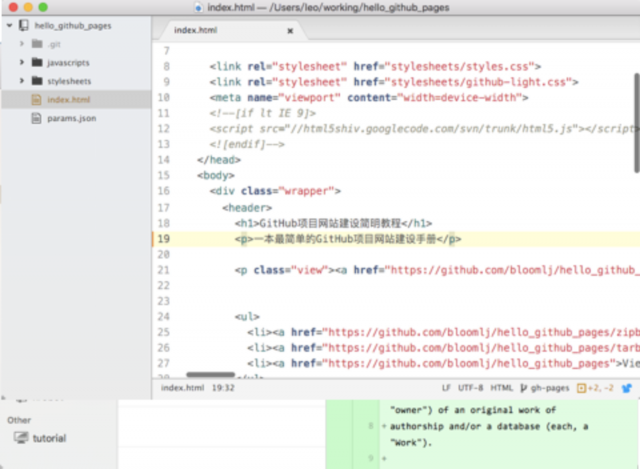 index.html — /Users/leo/working/hello_github_pages
hello_github_pages
.git
javascripts
stylesheets
index.html
params.json
index.html
7
8 <link rel="stylesheet" href="stylesheets/styles.css">
9 <link rel="stylesheet" href="stylesheets/github-light.css">
10 <meta name="viewport" content="width=device-width">
11 <!--[if lt IE 9]>
12 <script src="//html5shiv.googlecode.com/svn/trunk/html5.js"></script>
13 <![endif]-->
14 </head>
15 <body>
16 <div class="wrapper">
17 <header>
18 <h1>GitHub项目网站建设简明教程</h1>
19 <p>一本最简单的GitHub项目网站建设手册</p>
20
21 <p class="view"><a href="https://github.com/bloomlj/hello_github_
22
23
24 <ul>
25 <li><a href="https://github.com/bloomlj/hello_github_pages/zipb
26 <li><a href="https://github.com/bloomlj/hello_github_pages/tarb
27 <li><a href="https://github.com/bloomlj/hello_github_pages">Vie
index.html 19:32 LF UTF-8 HTML gh-pages +2, -2
Other
tutorial
"owner") of an original work of
8 + authorship and/or a database (each, a
"Work").
9 +